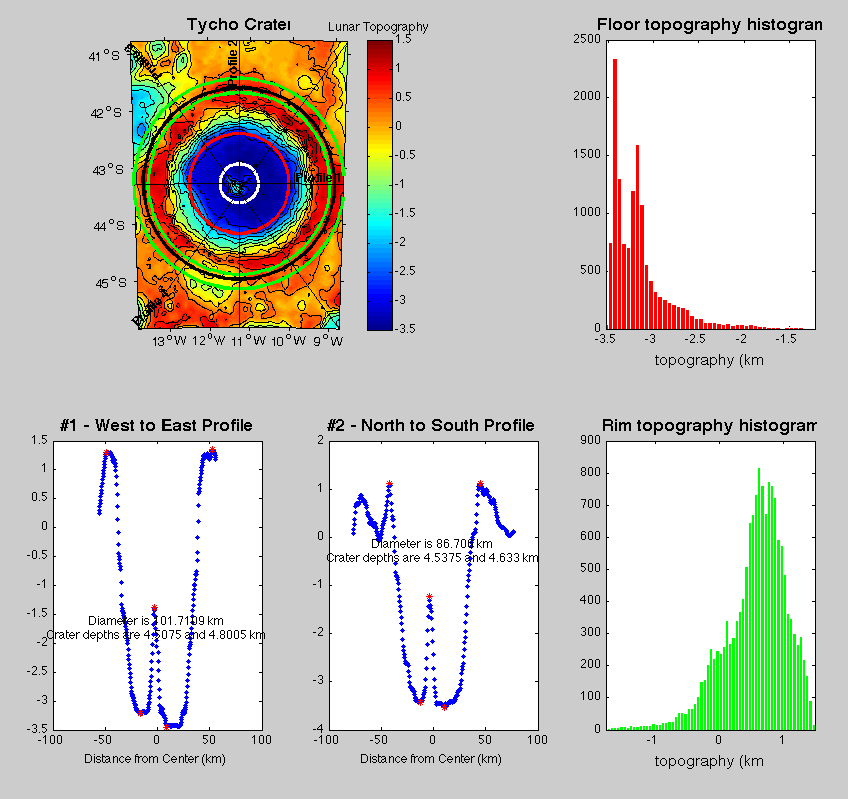 Tycho Crater
Lunar Topography
Floor topography histogram
41°S
42°S
43°S
44°S
45°S
13°W 12°W 11°W 10°W 9°W
Profile 2
Profile 1
1.5
1
0.5
0
-0.5
-1
-1.5
-2
-2.5
-3
-3.5
2500
2000
1500
1000
500
0
-3.5 -3 -2.5 -2 -1.5
topography (km
#1 - West to East Profile
1.5
1
0.5
0
-0.5
-1
-1.5
-2
-2.5
-3
-3.5
-100 -50 0 50 100
Diameter is 101.7109 km
Crater depths are 4.5075 and 4.8005 km
Distance from Center (km)
#2 - North to South Profile
2
1
0
-1
-2
-3
-4
-100 -50 0 50 100
Diameter is 86.708 km
Crater depths are 4.5375 and 4.633 km
Distance from Center (km)
Rim topography histogram
900
800
700
600
500
400
300
200
100
0
-1 0 1
topography (km